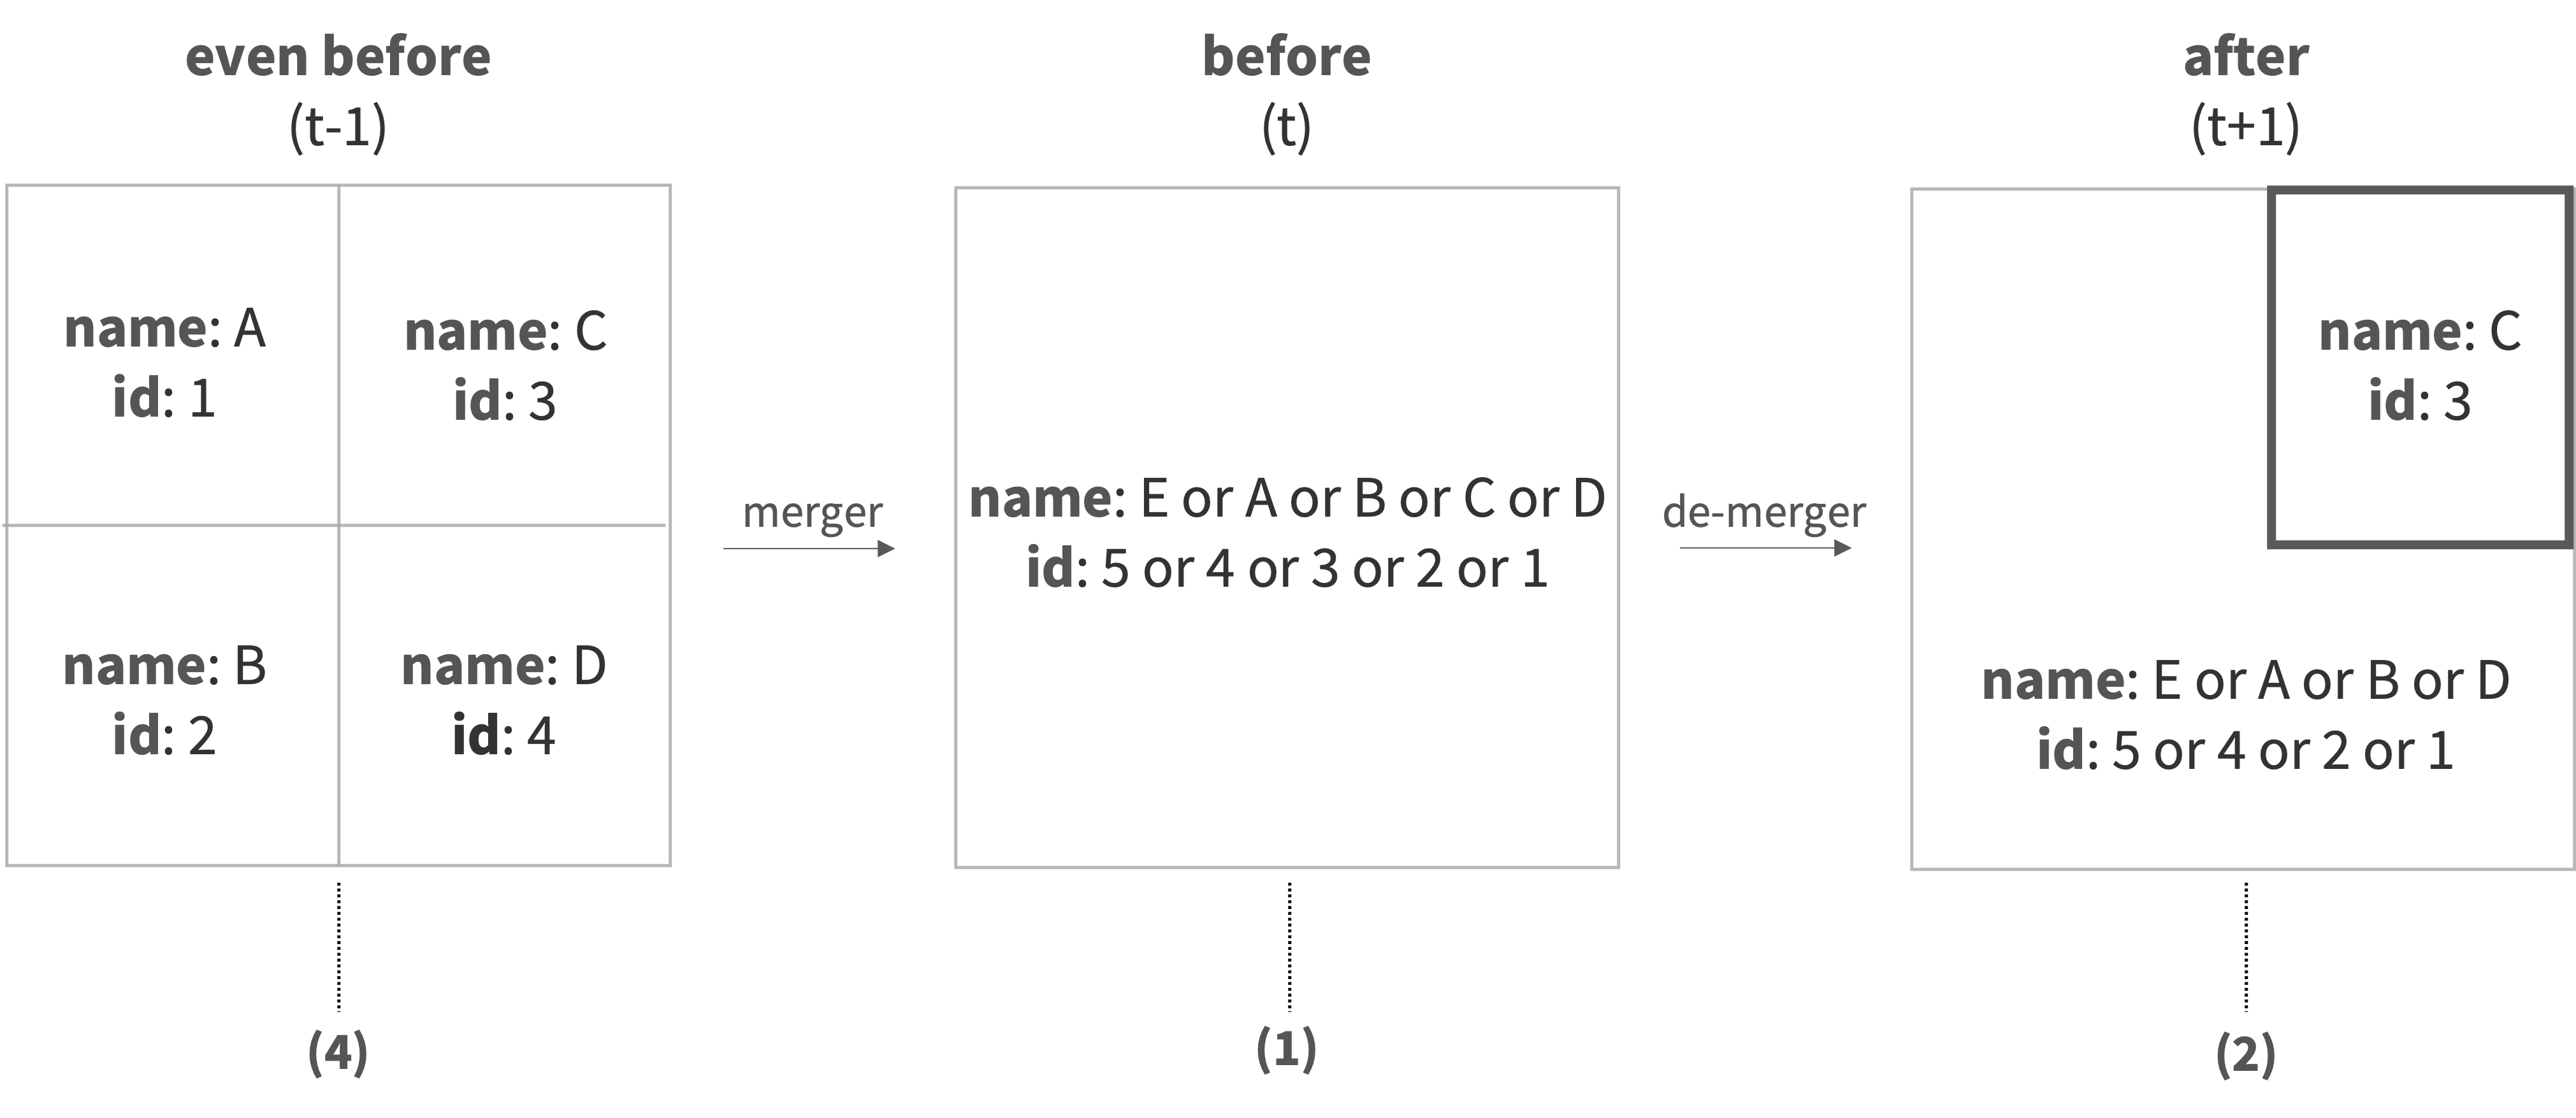 even before
(t-1)
name: A
id: 1
name: C
id: 3
name: B
id: 2
name: D
id: 4
(4)
merger
before
(t)
name: E or A or B or C or D
id: 5 or 4 or 3 or 2 or 1
(1)
de-merger
after
(t+1)
name: C
id: 3
name: E or A or B or D
id: 5 or 4 or 2 or 1
(2)